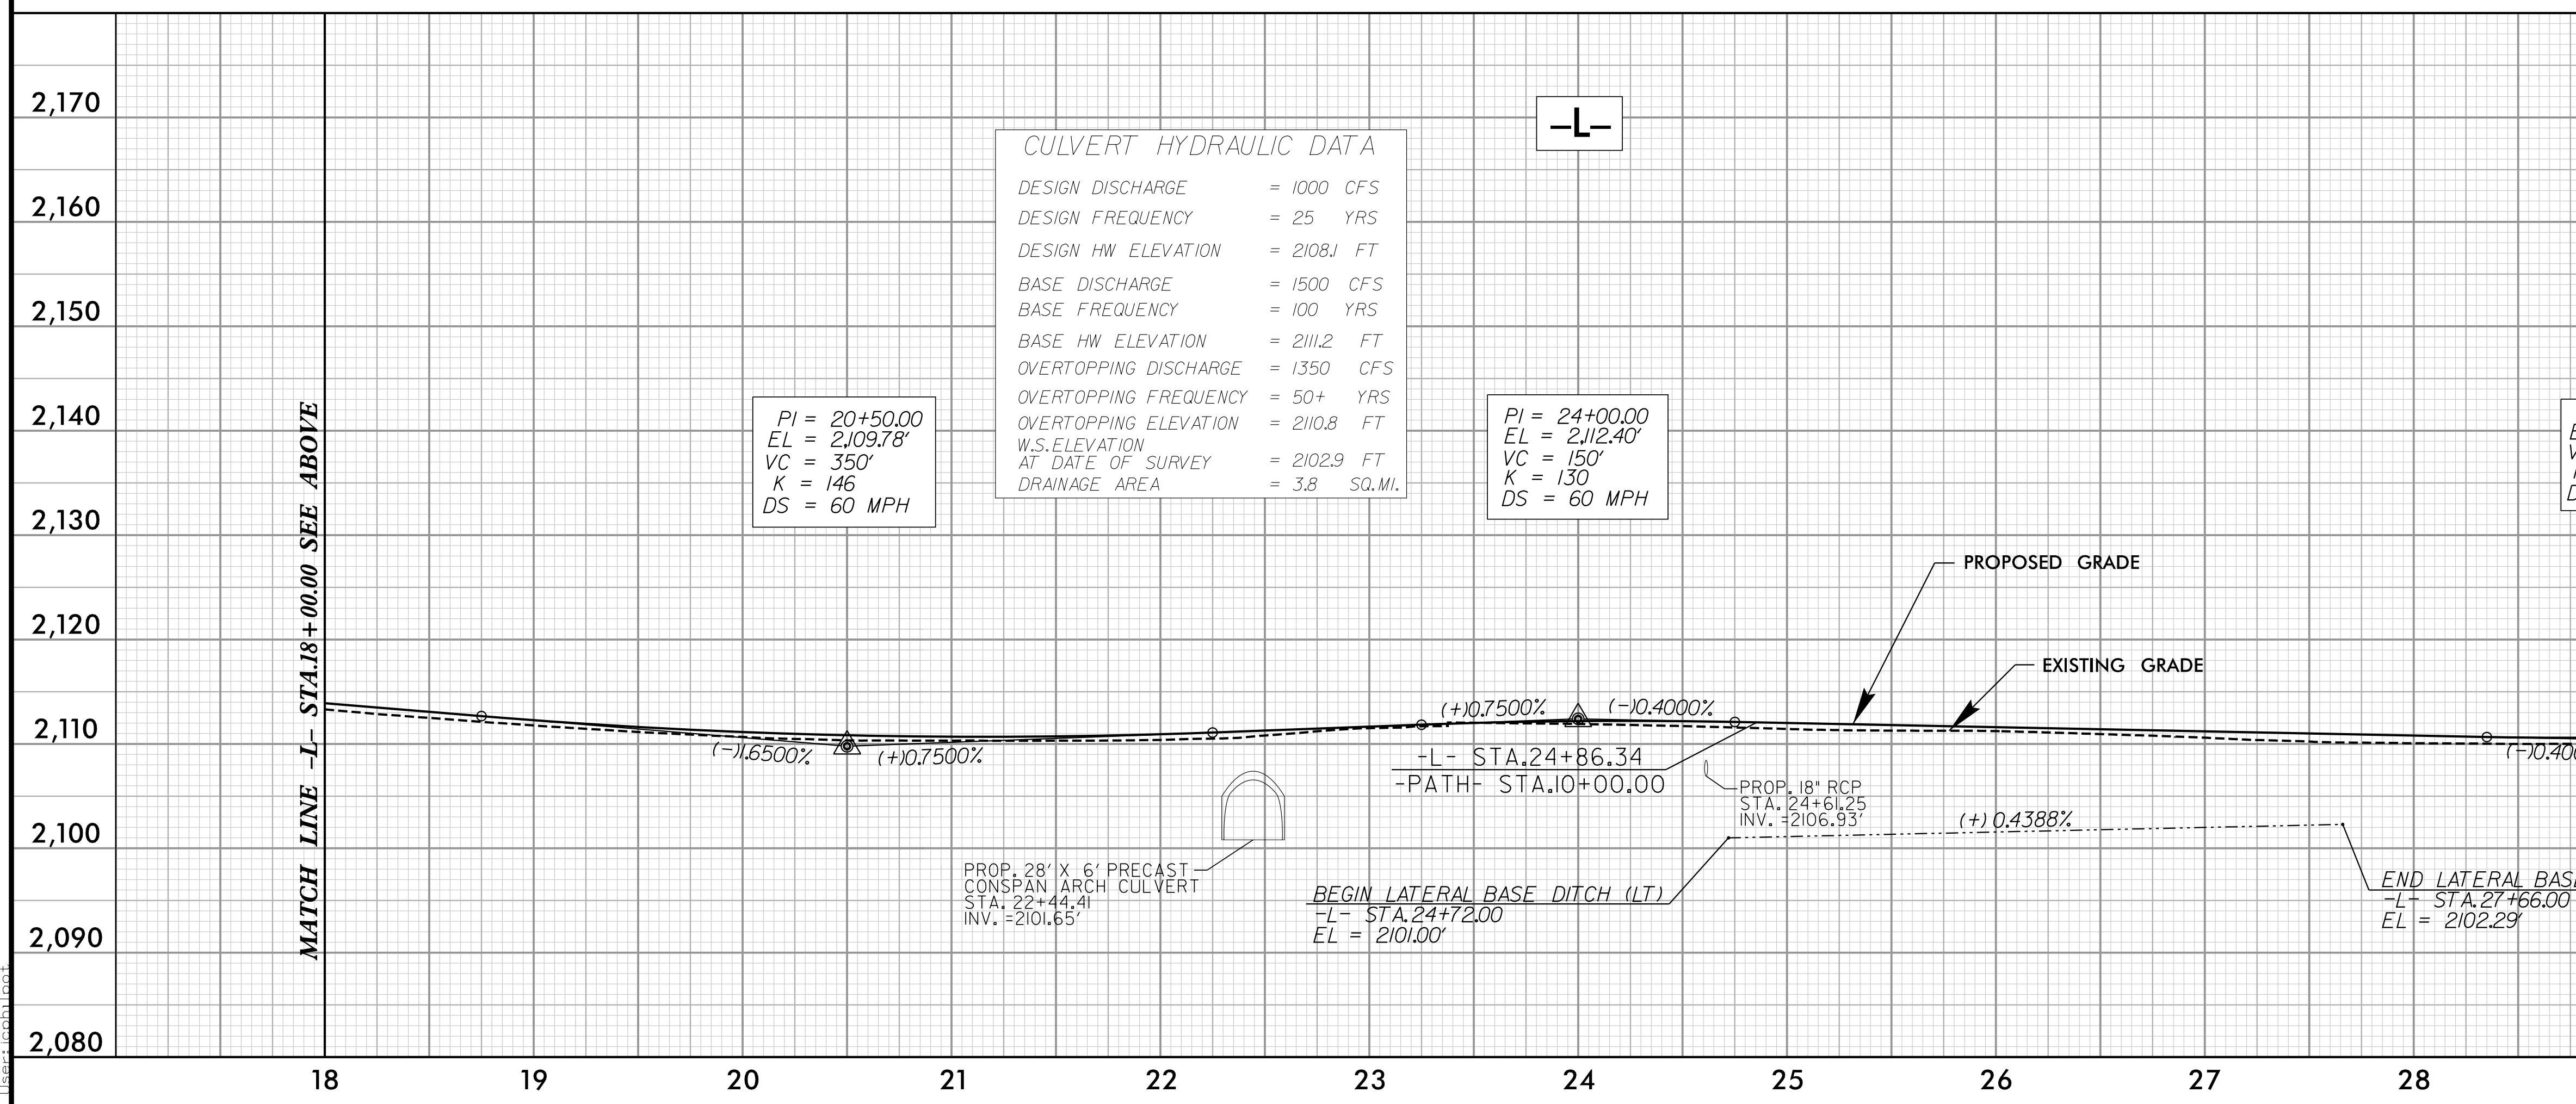 2,170
2,160
2,150
2,140
2,130
2,120
2,110
2,100
2,090
2,080
MATCH LINE -L- STA.18+00.00 SEE ABOVE
-L-
CULVERT HYDRAULIC DATA
DESIGN DISCHARGE = 1000 CFS
DESIGN FREQUENCY = 25 YRS
DESIGN HW ELEVATION = 2108.1 FT
BASE DISCHARGE = 1500 CFS
BASE FREQUENCY = 100 YRS
BASE HW ELEVATION = 2111.2 FT
OVERTOPPING DISCHARGE = 1350 CFS
OVERTOPPING FREQUENCY = 50+ YRS
OVERTOPPING ELEVATION = 2110.8 FT
W.S.ELEVATION
AT DATE OF SURVEY = 2102.9 FT
DRAINAGE AREA = 3.8 SQ.MI.
PI = 20+50.00
EL = 2,109.78'
VC = 350'
K = 146
DS = 60 MPH
PI = 24+00.00
EL = 2,112.40'
VC = 150'
K = 130
DS = 60 MPH
PROPOSED GRADE
EXISTING GRADE
(-)1.6500%
(+)0.7500%
(+)0.7500%
(-)0.4000%
-L- STA.24+86.34
-PATH- STA.10+00.00
PROP. 18" RCP
STA. 24+61.25
INV. =2106.93'
(+) 0.4388%
PROP. 28' X 6' PRECAST
CONSPAN ARCH CULVERT
STA. 22+44.41
INV. =2101.65'
BEGIN LATERAL BASE DITCH (LT)
-L- STA.24+72.00
EL = 2101.00'
END LATERAL BASE
-L- STA.27+66.00
EL = 2102.29'
18 19 20 21 22 23 24 25 26 27 28